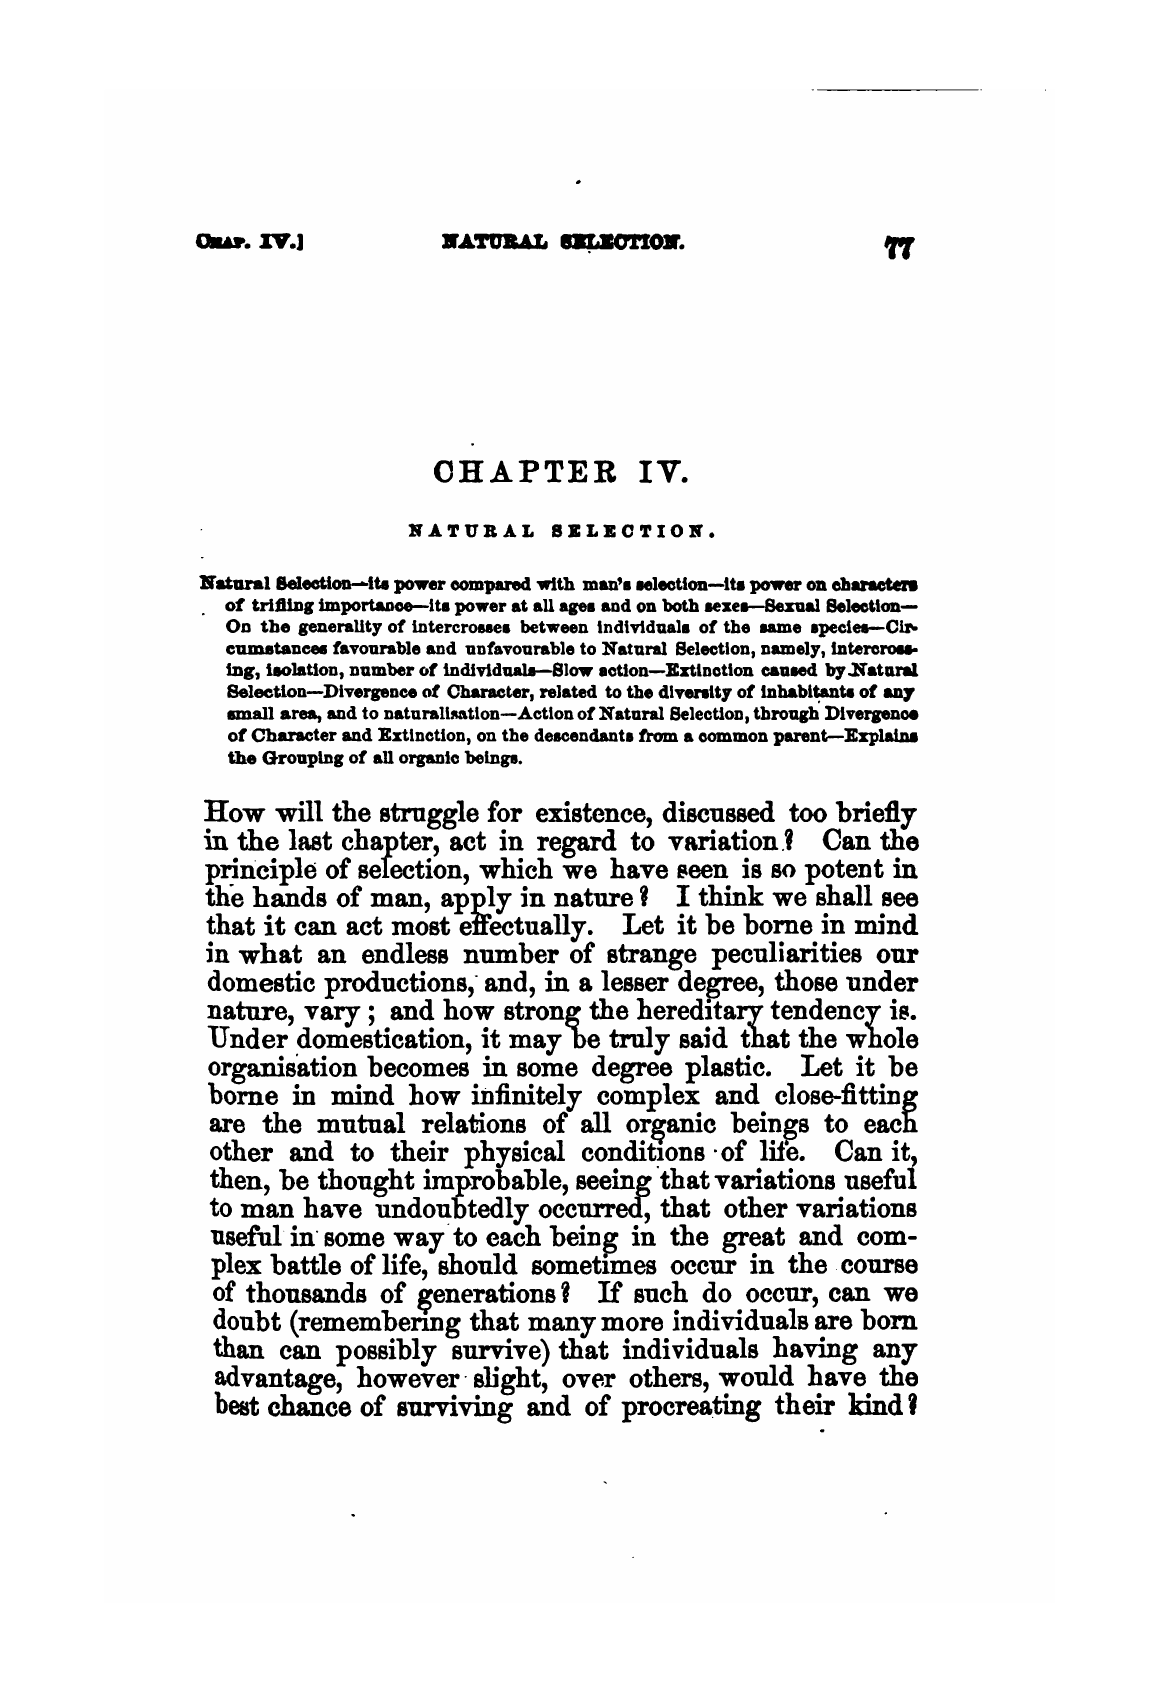 CHAP. IV.] NATURAL SELECTION. 77
CHAPTER IV.
NATURAL SELECTION.
Natural Selection—its power compared with man's selection—its power on characters
of trifling importance—its power at all ages and on both sexes—Sexual Selection—
On the generality of intercrosses between individuals of the same species—Cir-
cumstances favourable and unfavourable to Natural Selection, namely, intercross-
ing, isolation, number of individuals—Slow action—Extinction caused by Natural
Selection—Divergence of Character, related to the diversity of inhabitants of any
small area, and to naturalisation—Action of Natural Selection, through Divergence
of Character and Extinction, on the descendants from a common parent—Explains
the Grouping of all organic beings.
How will the struggle for existence, discussed too briefly
in the last chapter, act in regard to variation? Can the
principle of selection, which we have seen is so potent in
the hands of man, apply in nature? I think we shall see
that it can act most effectually. Let it be borne in mind
in what an endless number of strange peculiarities our
domestic productions, and, in a lesser degree, those under
nature, vary; and how strong the hereditary tendency is.
Under domestication, it may be truly said that the whole
organisation becomes in some degree plastic. Let it be
borne in mind how infinitely complex and close-fitting
are the mutual relations of all organic beings to each
other and to their physical conditions of life. Can it,
then, be thought improbable, seeing that variations useful
to man have undoubtedly occurred, that other variations
useful in some way to each being in the great and com-
plex battle of life, should sometimes occur in the course
of thousands of generations? If such do occur, can we
doubt (remembering that many more individuals are born
than can possibly survive) that individuals having any
advantage, however slight, over others, would have the
best chance of surviving and of procreating their kind?